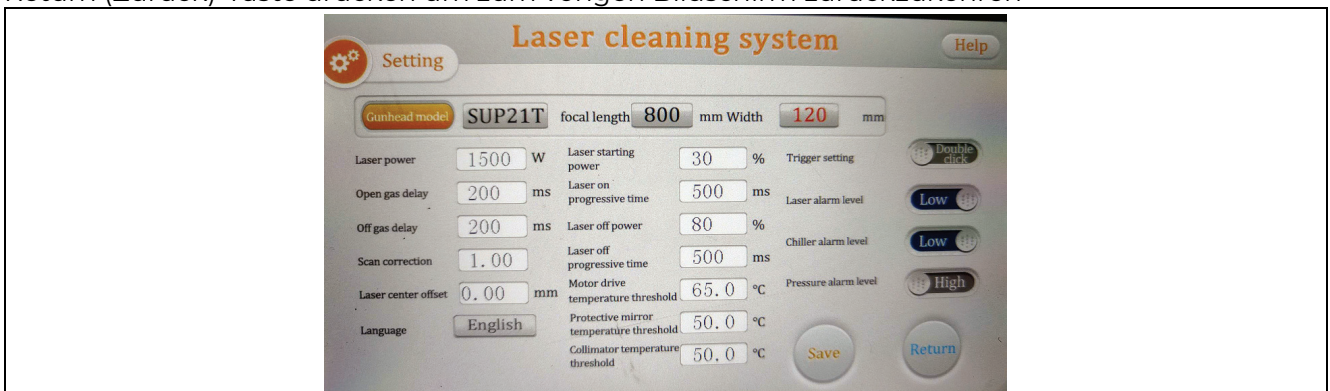 Return (Zurück)-Taste drücken um zum vorigen Bildschirm zurückzukehren
Laser cleaning system
Setting
Help
Gunhead model SUP21T focal length 800 mm Width 120 mm
Laser power 1500 W
Laser starting power 30 %
Trigger setting Double click
Open gas delay 200 ms
Laser on progressive time 500 ms
Laser alarm level Low
Off gas delay 200 ms
Laser off power 80 %
Chiller alarm level Low
Scan correction 1.00
Laser off progressive time 500 ms
Pressure alarm level High
Laser center offset 0.00 mm
Motor drive temperature threshold 65.0 °C
Language English
Protective mirror temperature threshold 50.0 °C
Collimator temperature threshold 50.0 °C
Save
Return